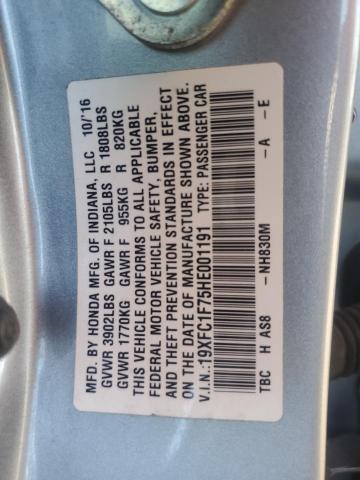 MFD. BY HONDA MFG. OF INDIANA, LLC 10/'16
GVWR 3902LBS GAWR F 2105LBS R 1808LBS
GVWR 1770KG GAWR F 955KG R 820KG
THIS VEHICLE CONFORMS TO ALL APPLICABLE
FEDERAL MOTOR VEHICLE SAFETY, BUMPER,
AND THEFT PREVENTION STANDARDS IN EFFECT
ON THE DATE OF MANUFACTURE SHOWN ABOVE.
V.I.N.:19XFC1F75HE001191 TYPE: PASSENGER CAR
TBC H AS8 -NH830M -A -E